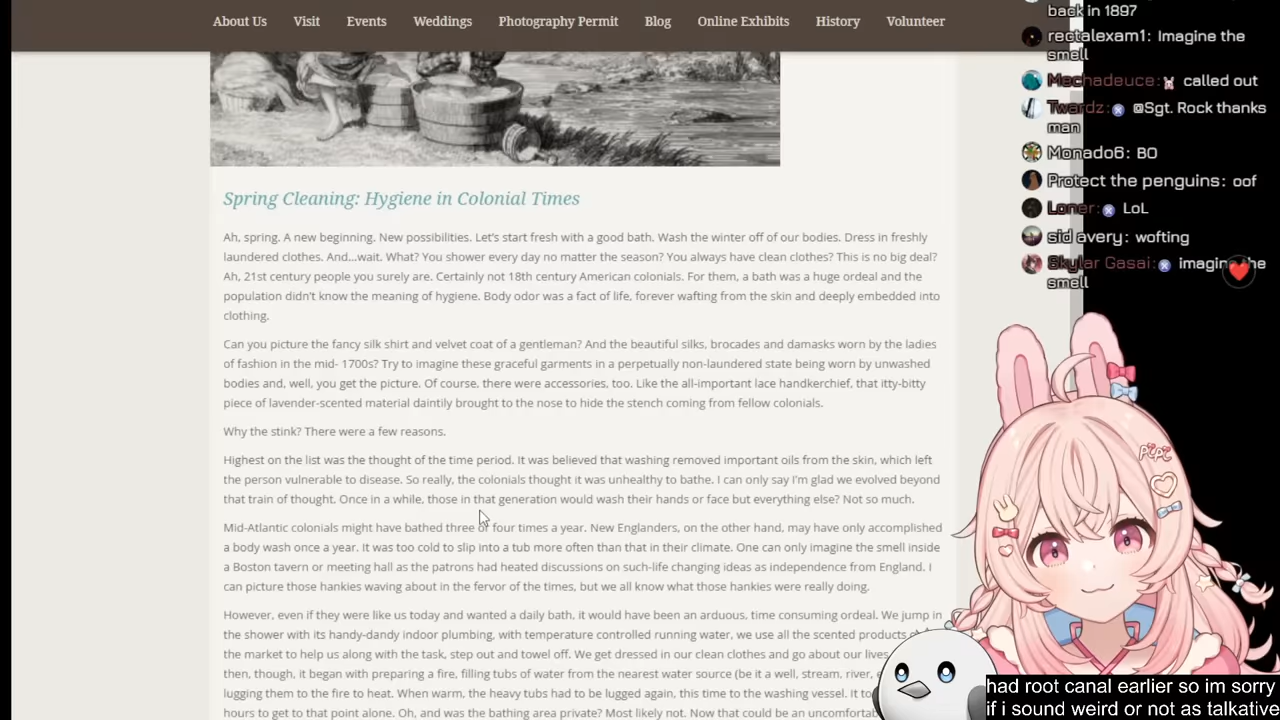 About Us Visit Events Weddings Photography Permit Blog Online Exhibits History Volunteer
Spring Cleaning: Hygiene in Colonial Times
Ah, spring. A new beginning. New possibilities. Let's start fresh with a good bath. Wash the winter off of our bodies. Dress in freshly
laundered clothes. And...wait. What? You shower every day no matter the season? You always have clean clothes? This is no big deal?
Ah, 21st century people you surely are. Certainly not 18th century American colonials. For them, a bath was a huge ordeal and the
population didn't know the meaning of hygiene. Body odor was a fact of life, forever wafting from the skin and deeply embedded into
clothing.
Can you picture the fancy silk shirt and velvet coat of a gentleman? And the beautiful silks, brocades and damasks worn by the ladies
of fashion in the mid- 1700s? Try to imagine these graceful garments in a perpetually non-laundered state being worn by unwashed
bodies and, well, you get the picture. Of course, there were accessories, too. Like the all-important lace handkerchief, that itty-bitty
piece of lavender-scented material daintily brought to the nose to hide the stench coming from fellow colonials.
Why the stink? There were a few reasons.
Highest on the list was the thought of the time period. It was believed that washing removed important oils from the skin, which left
the person vulnerable to disease. So really, the colonials thought it was unhealthy to bathe. I can only say I'm glad we evolved beyond
that train of thought. Once in a while, those in that generation would wash their hands or face but everything else? Not so much.
Mid-Atlantic colonials might have bathed three or four times a year. New Englanders, on the other hand, may have only accomplished
a body wash once a year. It was too cold to slip into a tub more often than that in their climate. One can only imagine the smell inside
a Boston tavern or meeting hall as the patrons had heated discussions on such-life changing ideas as independence from England. I
can picture those hankies waving about in the fervor of the times, but we all know what those hankies were really doing.
However, even if they were like us today and wanted a daily bath, it would have been an arduous, time consuming ordeal. We jump in
the shower with its handy-dandy indoor plumbing, with temperature controlled running water, we use all the scented products
the market to help us along with the task, step out and towel off. We get dressed in our clean clothes and go about our lives
then, though, it began with preparing a fire, filling tubs of water from the nearest water source (be it a well, stream, river,
lugging them to the fire to heat. When warm, the heavy tubs had to be lugged again, this time to the washing vessel. It
hours to get to that point alone. Oh, and was the bathing area private? Most likely not. Now that could be an
back in 1897
rectalexam1: Imagine the
smell
Mechadeuce: called out
Twardz: @Sgt. Rock thanks
man
Monado6: BO
Protect the penguins: oof
Loner: LoL
sid avery: wofting
Skylar Gasai: imagine the
smell
PiPi
had root canal earlier so im sorry
if i sound weird or not as talkative